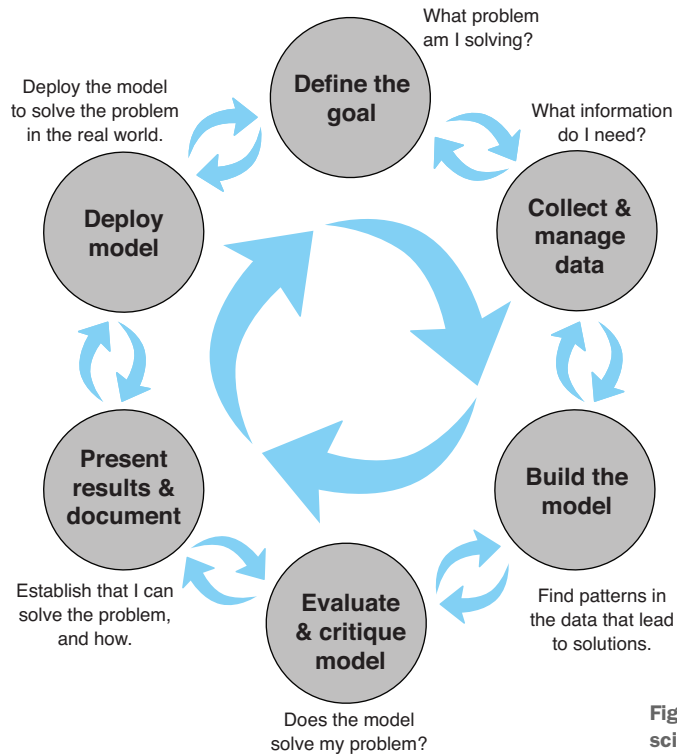 What problem
am I solving?
Define the
goal
Deploy the model
to solve the problem
in the real world.
What information
do I need?
Collect &
manage
data
Deploy
model
Build the
model
Find patterns in
the data that lead
to solutions.
Present
results &
document
Establish that I can
solve the problem,
and how.
Evaluate
& critique
model
Does the model
solve my problem?
Fig
sci